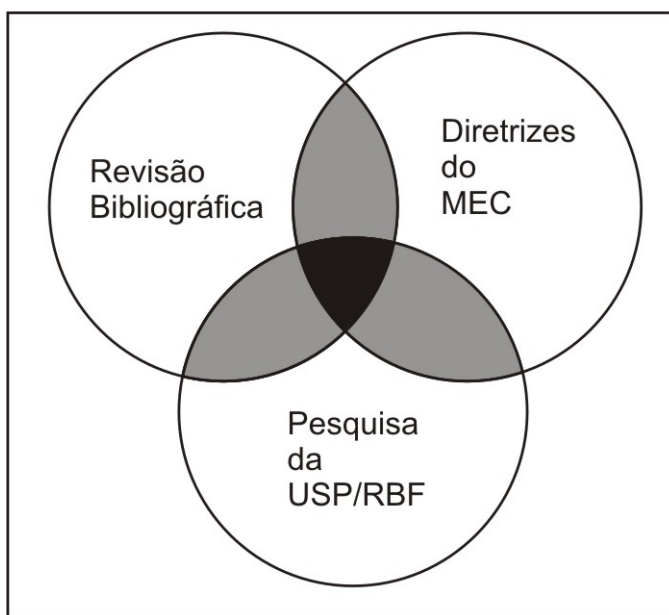 Revisão
Bibliográfica
Diretrizes
do
MEC
Pesquisa
da
USP/RBF